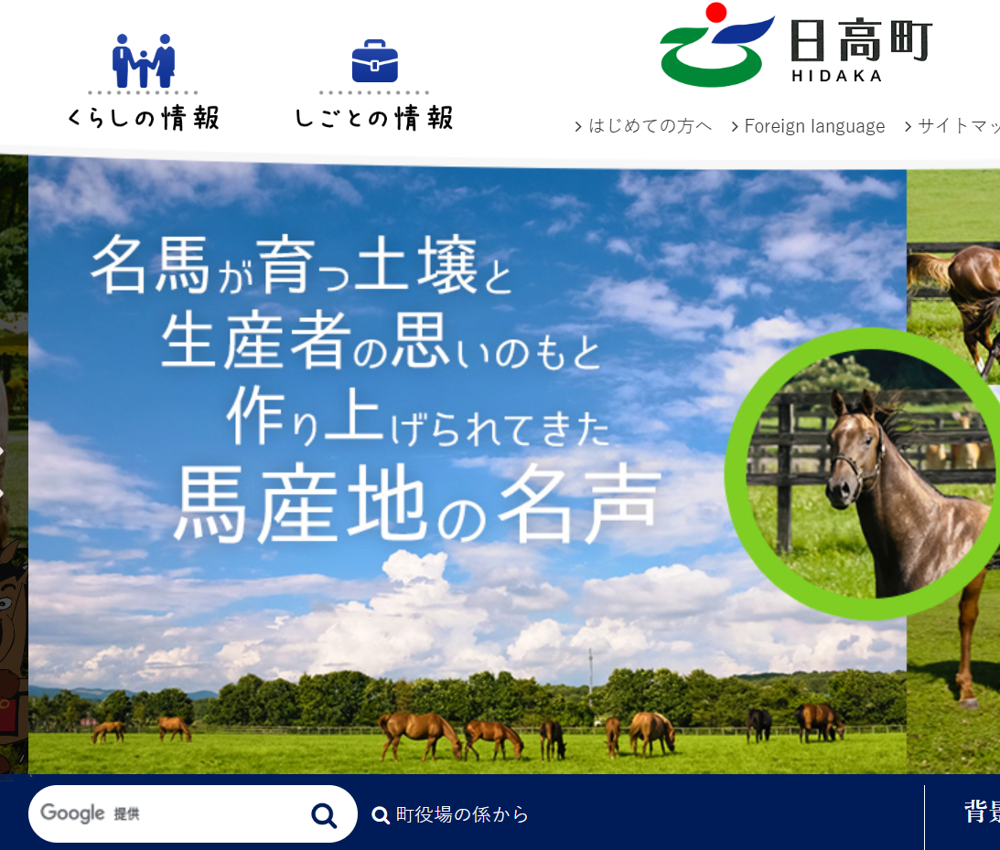 くらしの情報
しごとの情報
日高町
HIDAKA
はじめての方へ
Foreign language
サイトマッ
名馬が育つ土壌と
生産者の思いのもと
作り上げられてきた
馬産地の名声
Google 提供
町役場の係から
背景